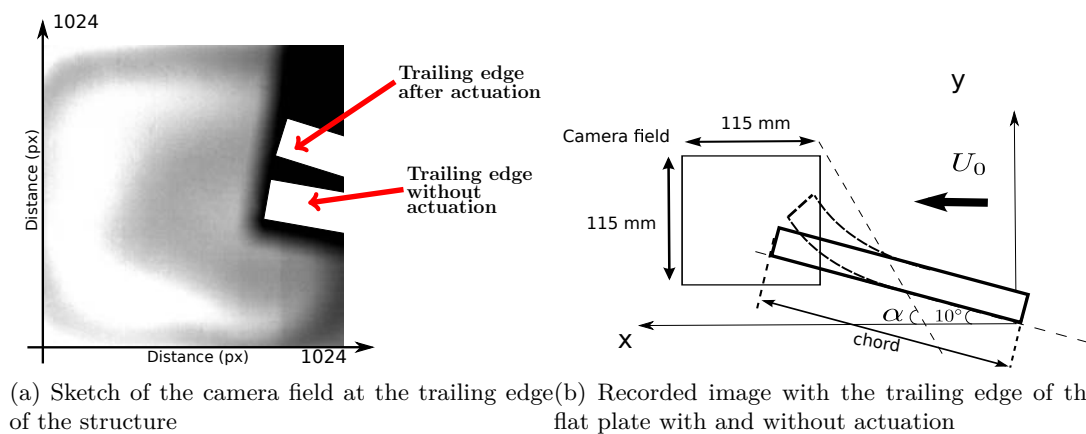 1024
Trailing edge
after actuation
Trailing edge
without
actuation
Distance (px)
Distance (px)
1024
y
Camera field
115 mm
U0
115 mm
α
10°
chord
x
(a) Sketch of the camera field at the trailing edge
of the structure
(b) Recorded image with the trailing edge of th
flat plate with and without actuation